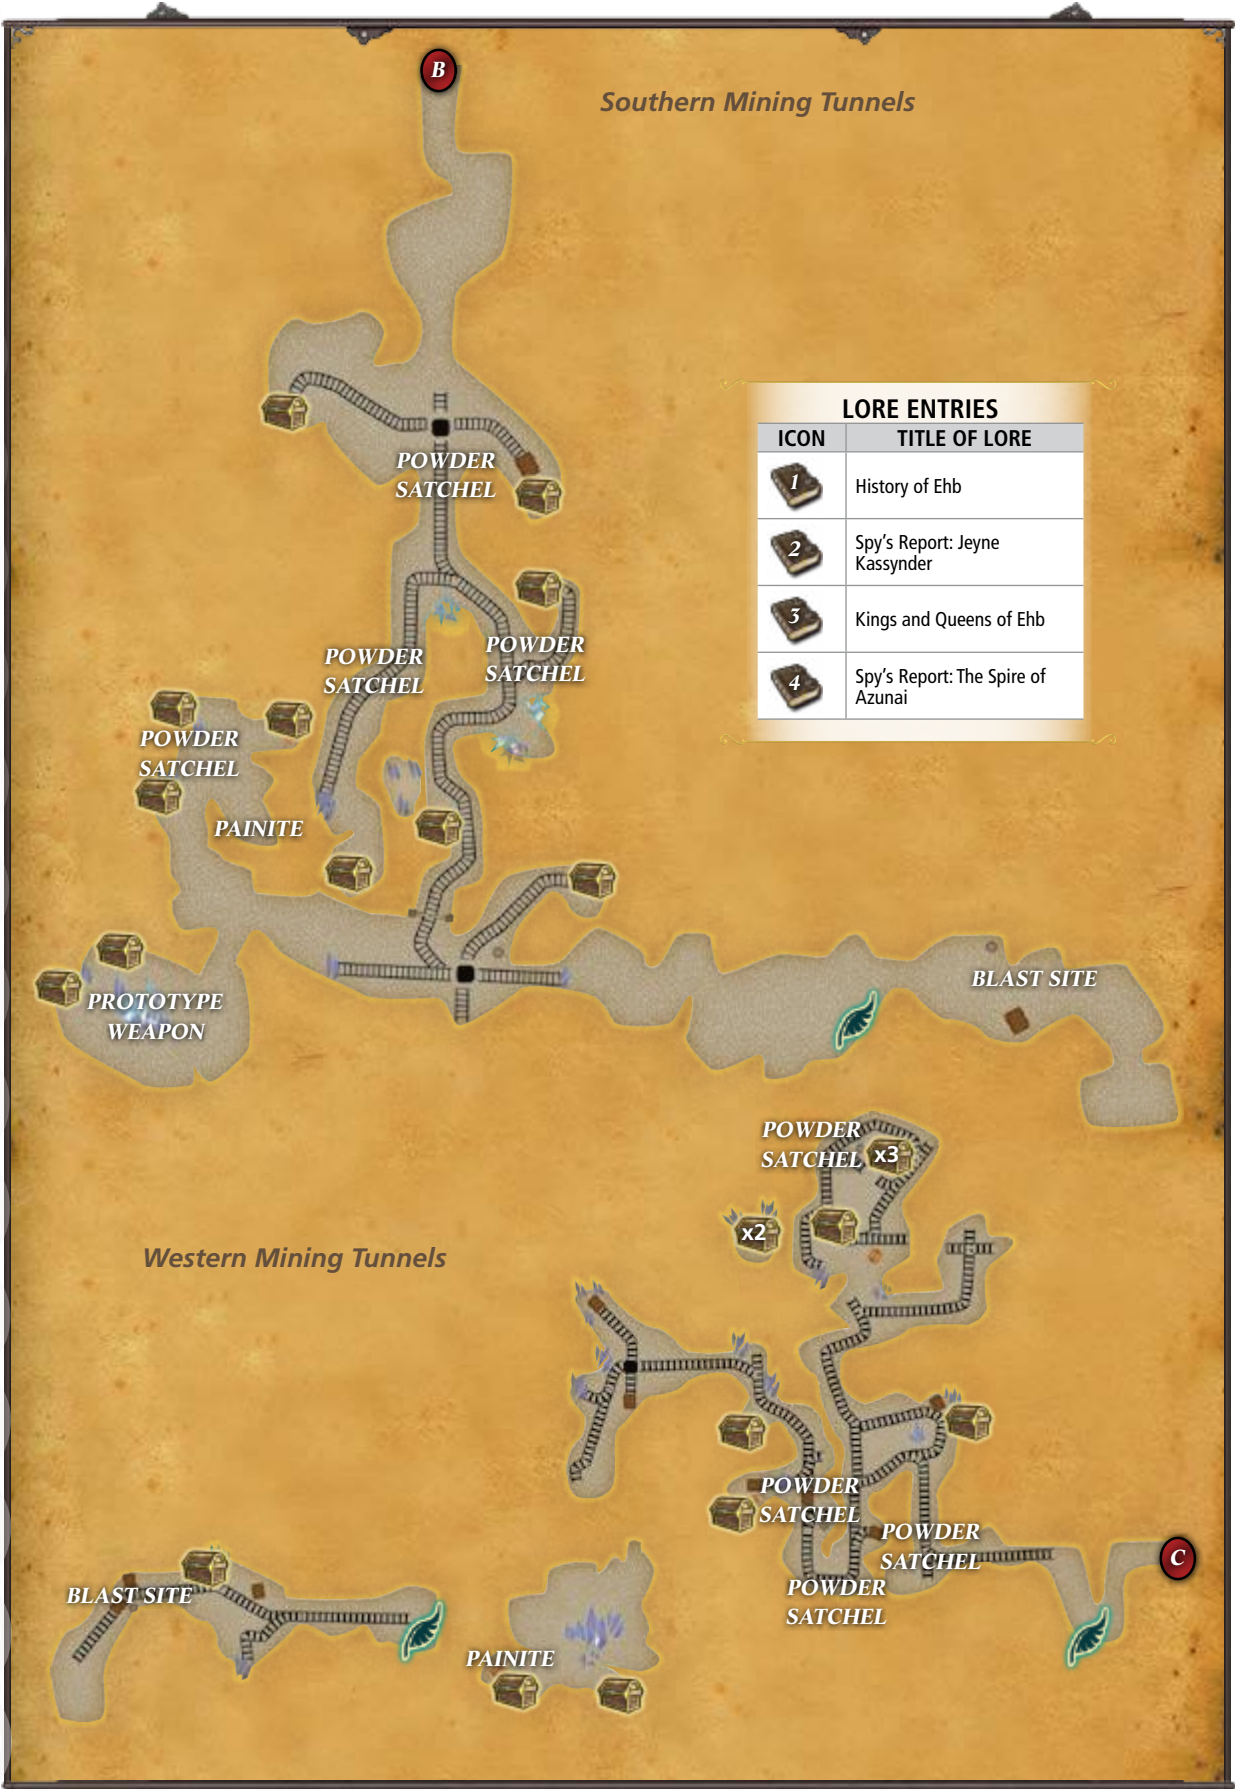 B
Southern Mining Tunnels
LORE ENTRIES
ICON TITLE OF LORE
1 History of Ehb
2 Spy's Report: Jeyne
Kassynder
3 Kings and Queens of Ehb
4 Spy's Report: The Spire of
Azunai
POWDER
SATCHEL
POWDER
SATCHEL
POWDER
SATCHEL
POWDER
SATCHEL
PAINITE
PROTOTYPE
WEAPON
BLAST SITE
Western Mining Tunnels
POWDER
SATCHEL
x3
x2
POWDER
SATCHEL
POWDER
SATCHEL
POWDER
SATCHEL
C
BLAST SITE
PAINITE